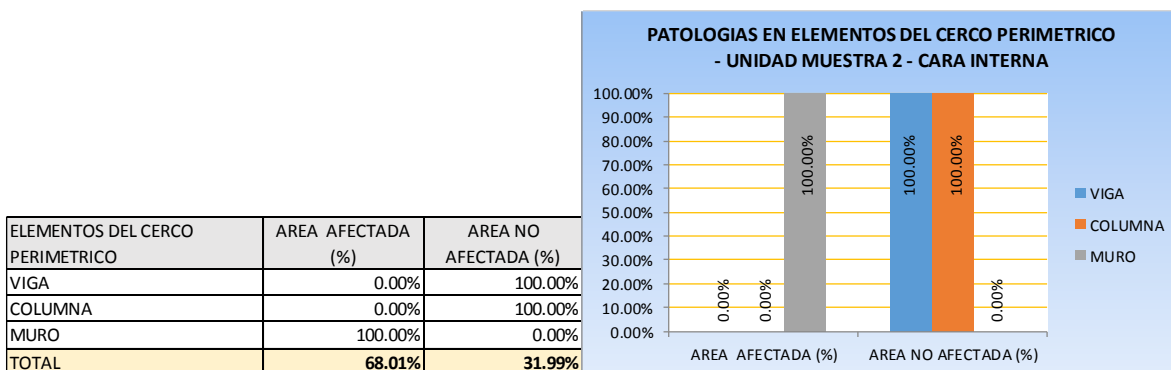 ELEMENTOS DEL CERCO PERIMETRICO AREA AFECTADA (%) AREA NO AFECTADA (%)
VIGA 0.00% 100.00%
COLUMNA 0.00% 100.00%
MURO 100.00% 0.00%
TOTAL 68.01% 31.99%
PATOLOGIAS EN ELEMENTOS DEL CERCO PERIMETRICO
- UNIDAD MUESTRA 2 - CARA INTERNA
100.00%
90.00%
80.00%
70.00%
60.00%
50.00%
40.00%
30.00%
20.00%
10.00%
0.00%
0.00% 0.00% 100.00% 100.00% 100.00% 0.00%
AREA AFECTADA (%) AREA NO AFECTADA (%)
VIGA
COLUMNA
MURO